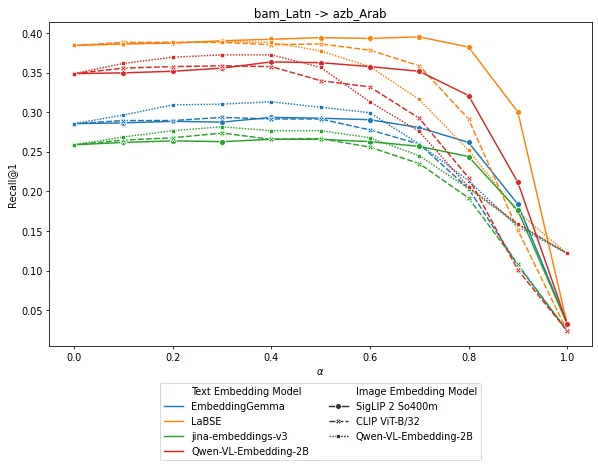 bam_Latn -> azb_Arab
Recall@1
0.40
0.35
0.30
0.25
0.20
0.15
0.10
0.05
0.0 0.2 0.4 0.6 0.8 1.0
α
Text Embedding Model
EmbeddingGemma
LaBSE
jina-embeddings-v3
Qwen-VL-Embedding-2B
Image Embedding Model
SigLIP 2 So400m
CLIP ViT-B/32
Qwen-VL-Embedding-2B